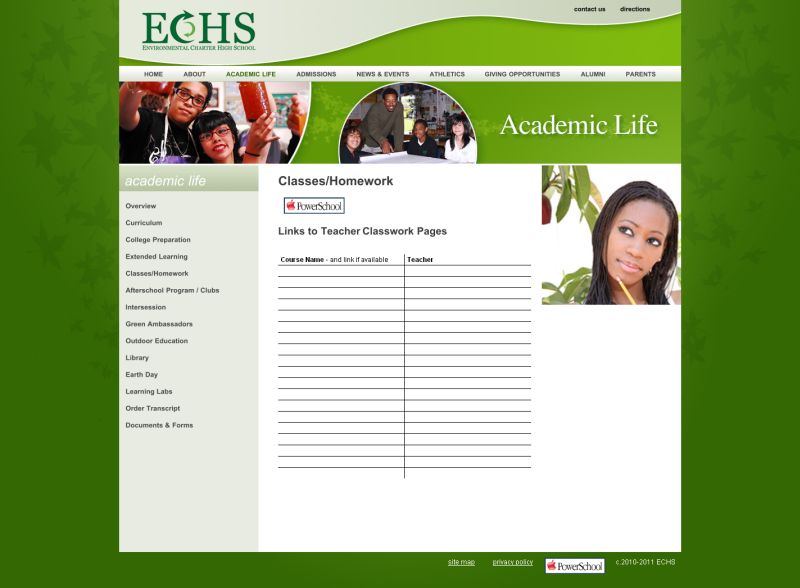 contact us directions
ECHS
ENVIRONMENTAL CHARTER HIGH SCHOOL
HOME ABOUT ACADEMIC LIFE ADMISSIONS NEWS & EVENTS ATHLETICS GIVING OPPORTUNITIES ALUMNI PARENTS
Academic Life
academic life
Overview
Curriculum
College Preparation
Extended Learning
Classes/Homework
Afterschool Program / Clubs
Intersession
Green Ambassadors
Outdoor Education
Library
Earth Day
Learning Labs
Order Transcript
Documents & Forms
Classes/Homework
PowerSchool
Links to Teacher Classwork Pages
Course Name - and link if available Teacher
site map privacy policy PowerSchool c.2010-2011 ECHS